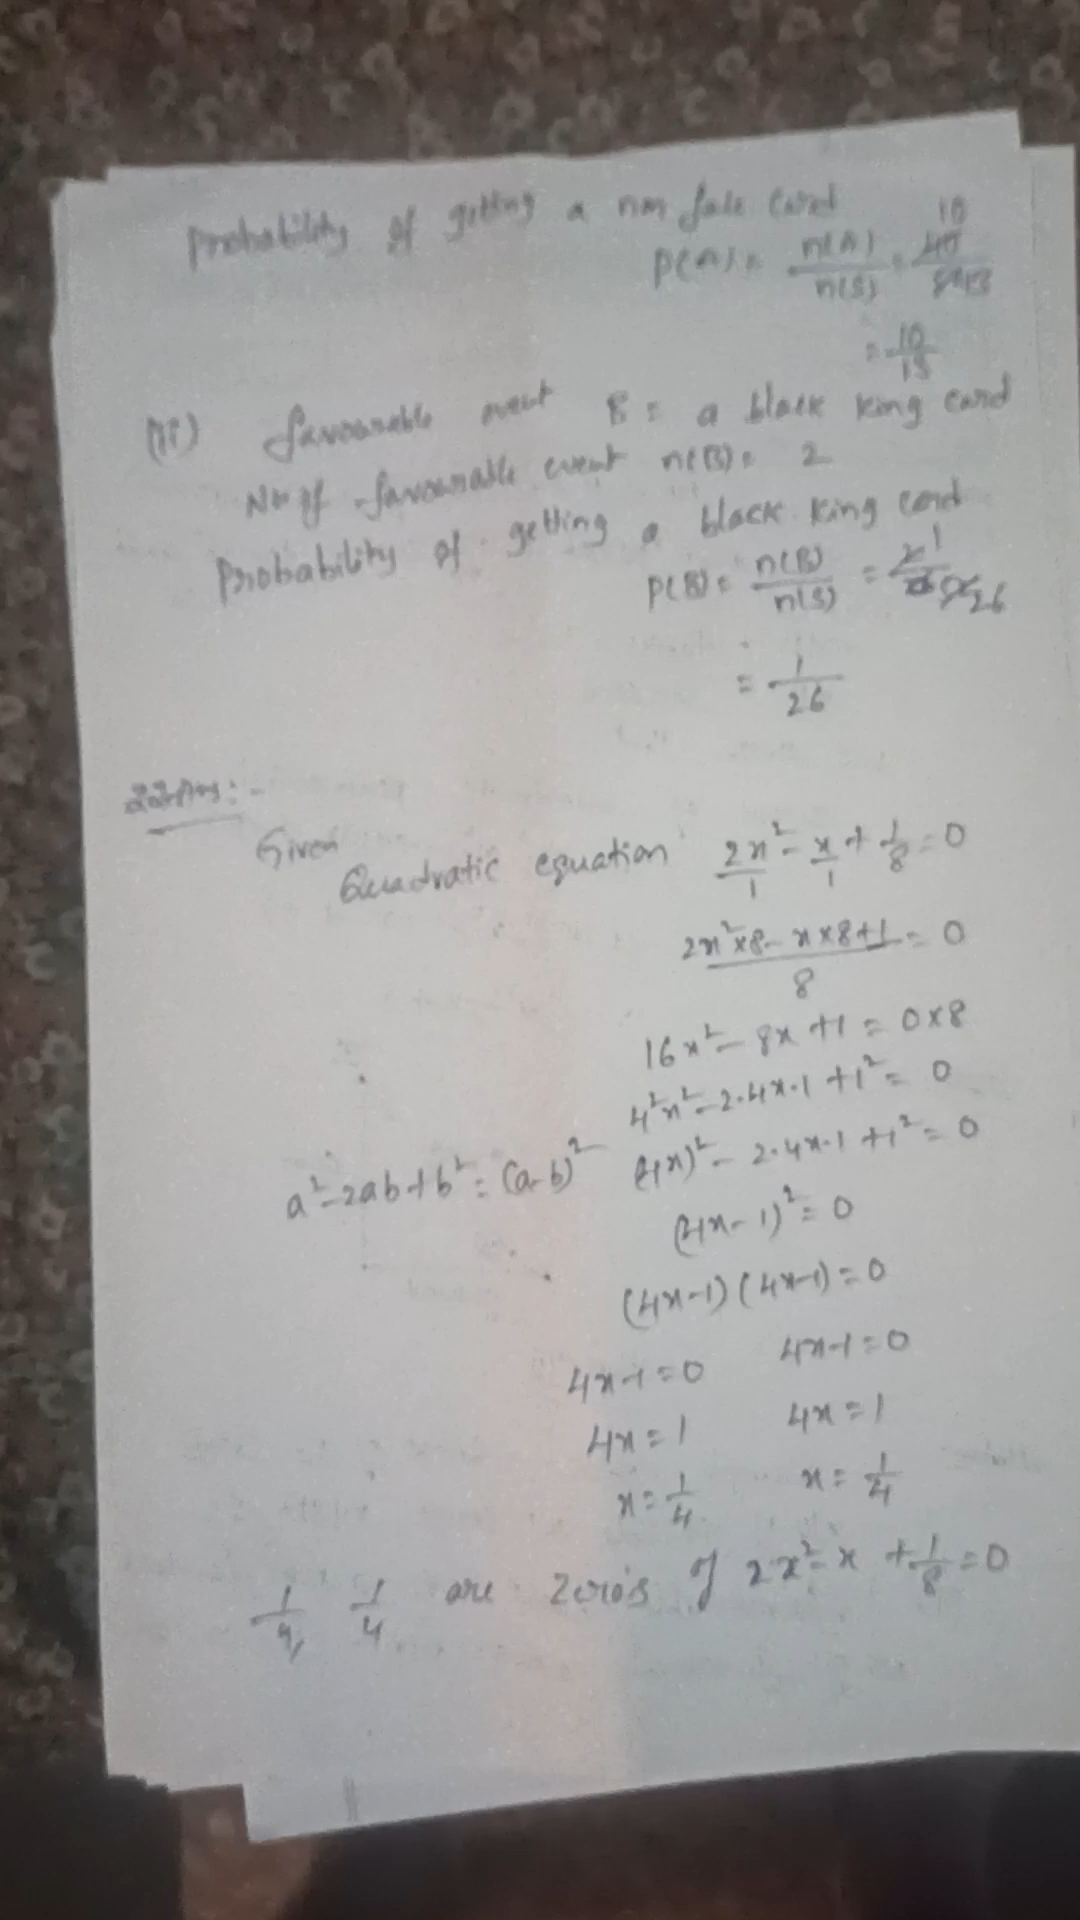 Probability of getting a non face card
P(A) = n(A)/n(S) = 40/52 10 13
= 10/13
(ii) favourable event B = a black king card
No of favourable event n(B) = 2
Probability of getting a black king card
P(B) = n(B)/n(S) = 2/52 1 26
= 1/26
Given
Quadratic equation 2x²/1 - x/1 + 1/8 = 0
2x²×8 - x×8+1/8 = 0
16x² - 8x + 1 = 0×8
4²x² - 2·4x·1 + 1² = 0
a² - 2ab + b² = (a-b)² (4x)² - 2·4x·1 + 1² = 0
(4x - 1)² = 0
(4x-1) (4x-1) = 0
4x-1=0 4x-1=0
4x=1 4x=1
x = 1/4 x = 1/4
1/4, 1/4 are zero's of 2x² - x + 1/8 = 0